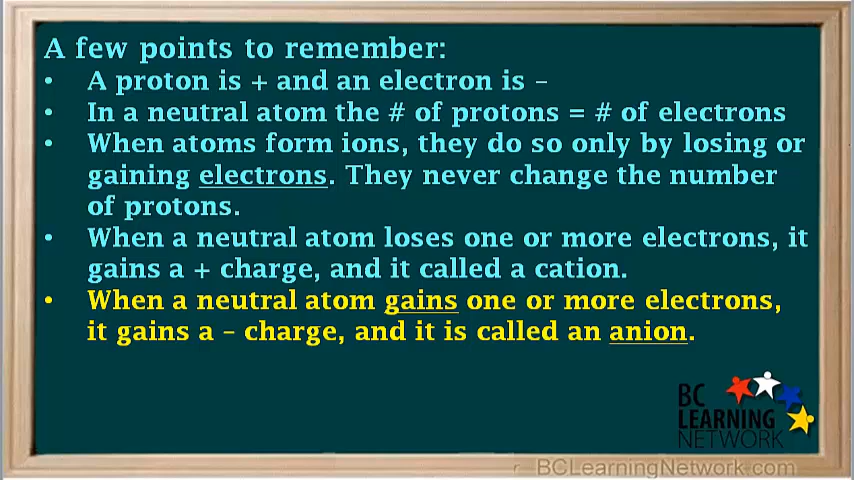 A few points to remember:
• A proton is + and an electron is –
• In a neutral atom the # of protons = # of electrons
• When atoms form ions, they do so only by losing or
gaining electrons. They never change the number
of protons.
• When a neutral atom loses one or more electrons, it
gains a + charge, and it called a cation.
• When a neutral atom gains one or more electrons,
it gains a – charge, and it is called an anion.
BC
LEARNING
NETWORK
BCLearningNetwork.com